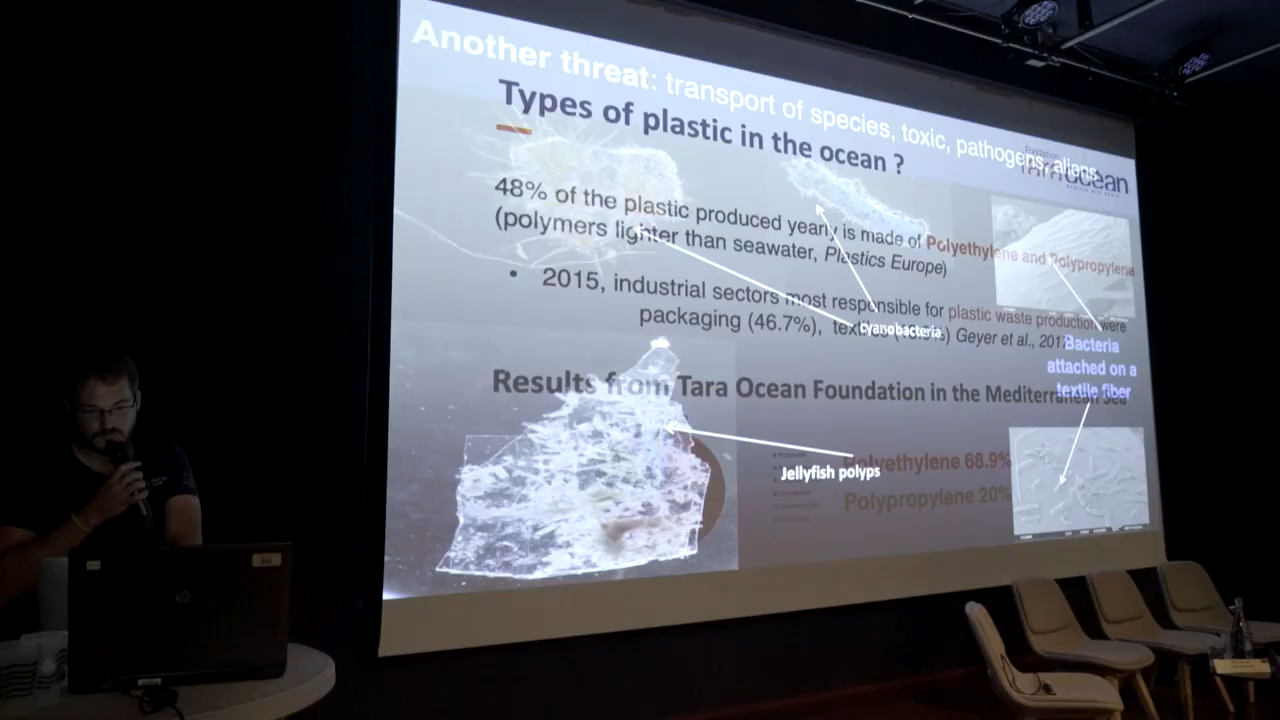 Another threat: transport of species, toxic, pathogens, aliens
Types of plastic in the ocean ?
Fondation
Tara Ocean
48% of the plastic produced yearly is made of Polyethylene and Polypropylene
(polymers lighter than seawater, Plastics Europe)
• 2015, industrial sectors most responsible for plastic waste production were
packaging (46.7%), Geyer et al., 2017
cyanobacteria
Bacteria
attached on a
textile fiber
Results from Tara Ocean Foundation in the Mediterranean Sea
Polyethylene 68.9%
Jellyfish polyps
Polypropylene 20%